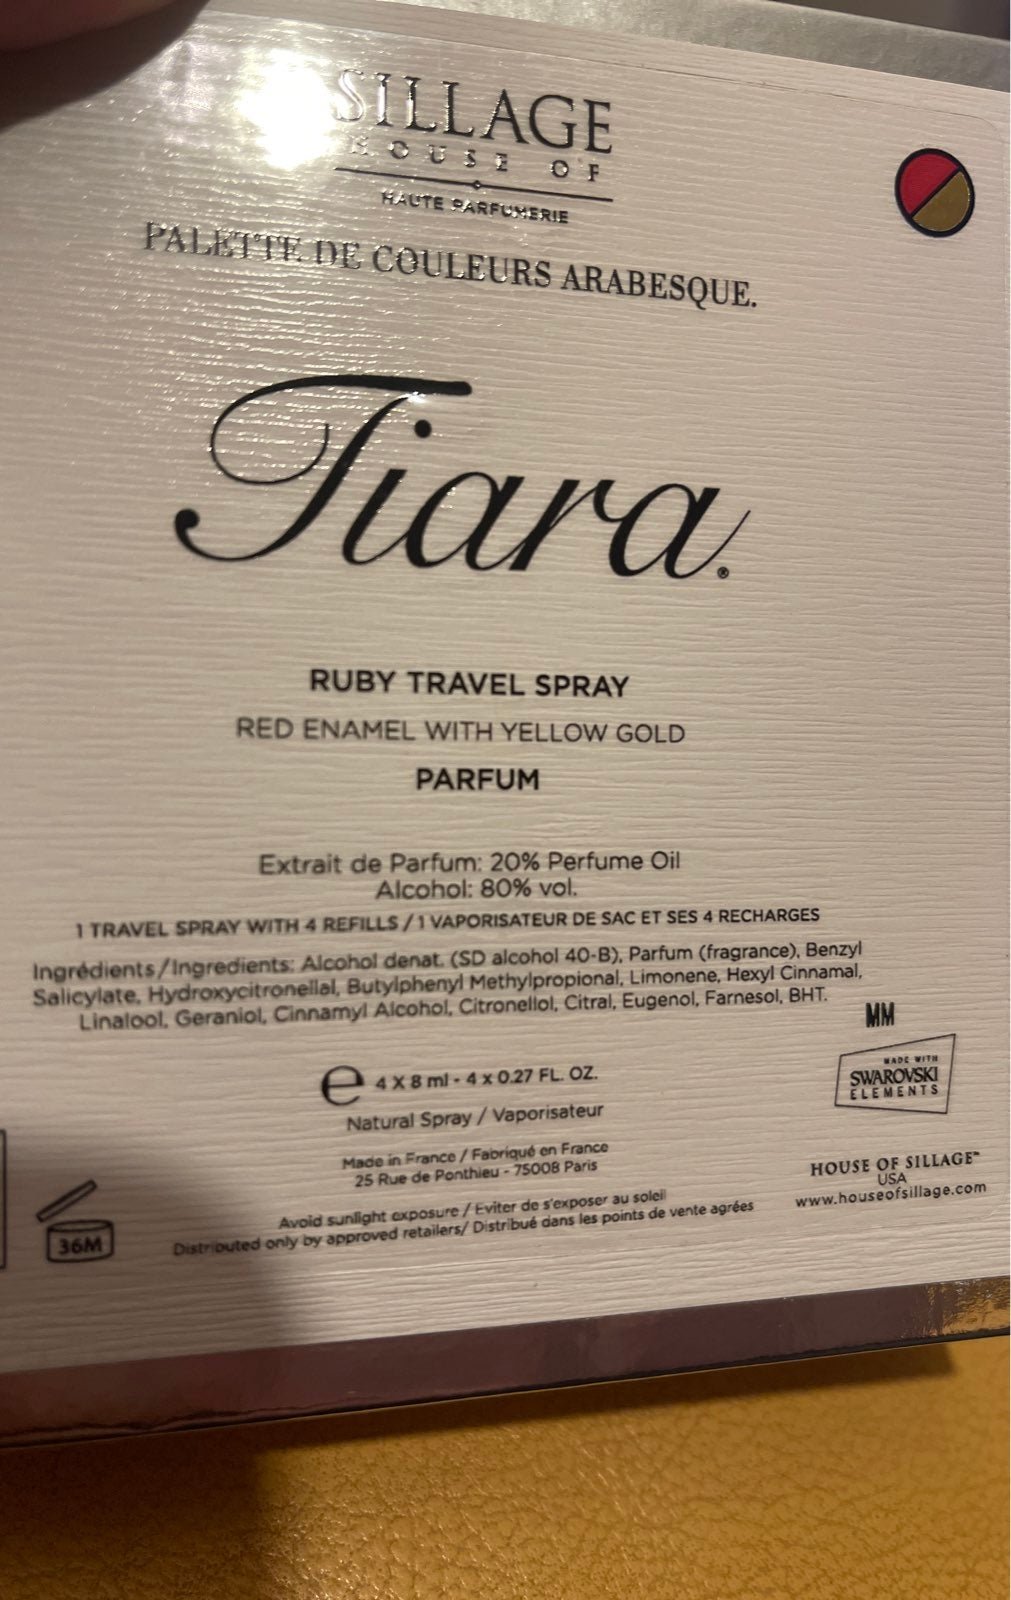 SILLAGE
HOUSE OF
HAUTE PARFUMERIE
PALETTE DE COULEURS ARABESQUE.
Tiara.®
RUBY TRAVEL SPRAY
RED ENAMEL WITH YELLOW GOLD
PARFUM
Extrait de Parfum: 20% Perfume Oil
Alcohol: 80% vol.
1 TRAVEL SPRAY WITH 4 REFILLS / 1 VAPORISATEUR DE SAC ET SES 4 RECHARGES
Ingrédients/Ingredients: Alcohol denat. (SD alcohol 40-B), Parfum (fragrance), Benzyl
Salicylate, Hydroxycitronellal, Butylphenyl Methylpropional, Limonene, Hexyl Cinnamal,
Linalool, Geraniol, Cinnamyl Alcohol, Citronellol, Citral, Eugenol, Farnesol, BHT.
MM
℮ 4 X 8 ml - 4 x 0.27 FL. OZ.
Natural Spray / Vaporisateur
MADE WITH
SWAROVSKI
ELEMENTS
Made in France / Fabriqué en France
25 Rue de Ponthieu - 75008 Paris
HOUSE OF SILLAGE™
USA
www.houseofsillage.com
36M
Avoid sunlight exposure / Eviter de s'exposer au soleil
Distributed only by approved retailers/ Distribué dans les points de vente agrées